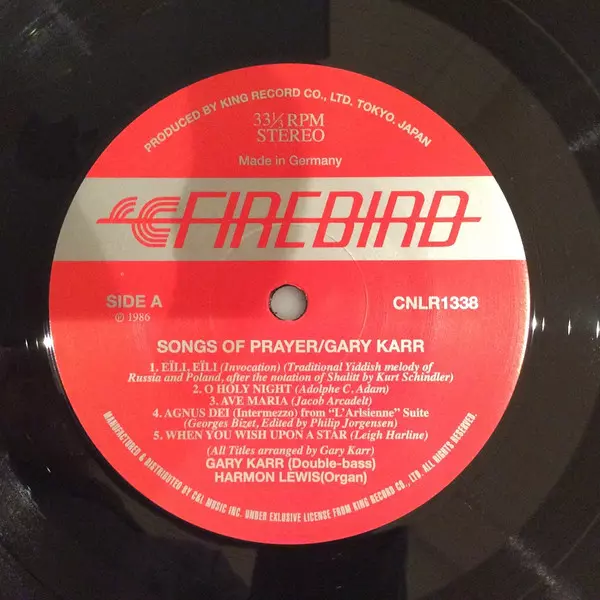 PRODUCED BY KING RECORD CO., LTD. TOKYO. JAPAN
33⅓ RPM
STEREO
Made in Germany
FIREBIRD
SIDE A
℗ 1986
CNLR1338
SONGS OF PRAYER/GARY KARR
1. EÏLI, EÏLI (Invocation) (Traditional Yiddish melody of
Russia and Poland, after the notation of Shalitt by Kurt Schindler)
2. O HOLY NIGHT (Adolphe C. Adam)
3. AVE MARIA (Jacob Arcadelt)
4. AGNUS DEI (Intermezzo) from "L'Arisienne" Suite
(Georges Bizet, Edited by Philip Jorgensen)
5. WHEN YOU WISH UPON A STAR (Leigh Harline)
(All Titles arranged by Gary Karr)
GARY KARR (Double-bass)
HARMON LEWIS(Organ)
MANUFACTURED & DISTRIBUTED BY C&L MUSIC INC. UNDER EXLUSIVE LICENSE FROM KING RECORD CO., LTD. ALL RIGHTS RESERVED.